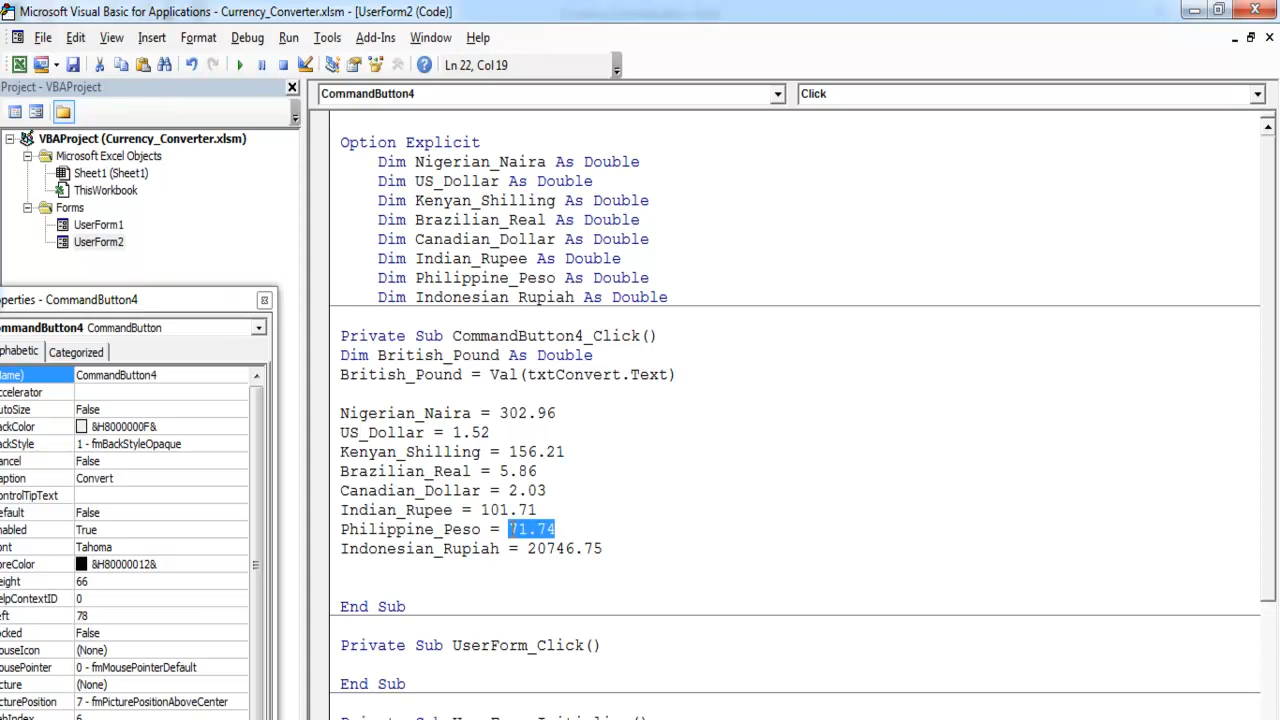 Microsoft Visual Basic for Applications - Currency_Converter.xlsm - [UserForm2 (Code)]
File Edit View Insert Format Debug Run Tools Add-Ins Window Help
Ln 22, Col 19
Project - VBAProject
VBAProject (Currency_Converter.xlsm)
Microsoft Excel Objects
Sheet1 (Sheet1)
ThisWorkbook
Forms
UserForm1
UserForm2
operties - CommandButton4
ommandButton4 CommandButton
phabetic Categorized
ame) CommandButton4
ccelerator
utoSize False
ackColor &H8000000F&
ackStyle 1 - fmBackStyleOpaque
ancel False
aption Convert
ontrolTipText
efault False
nabled True
ont Tahoma
oreColor &H80000012&
eight 66
elpContextID 0
eft 78
ocked False
ouseIcon (None)
ousePointer 0 - fmMousePointerDefault
icture (None)
icturePosition 7 - fmPicturePositionAboveCenter
abIndex 6
CommandButton4 Click
Option Explicit
Dim Nigerian_Naira As Double
Dim US_Dollar As Double
Dim Kenyan_Shilling As Double
Dim Brazilian_Real As Double
Dim Canadian_Dollar As Double
Dim Indian_Rupee As Double
Dim Philippine_Peso As Double
Dim Indonesian_Rupiah As Double
Private Sub CommandButton4_Click()
Dim British_Pound As Double
British_Pound = Val(txtConvert.Text)
Nigerian_Naira = 302.96
US_Dollar = 1.52
Kenyan_Shilling = 156.21
Brazilian_Real = 5.86
Canadian_Dollar = 2.03
Indian_Rupee = 101.71
Philippine_Peso = 71.74
Indonesian_Rupiah = 20746.75
End Sub
Private Sub UserForm_Click()
End Sub